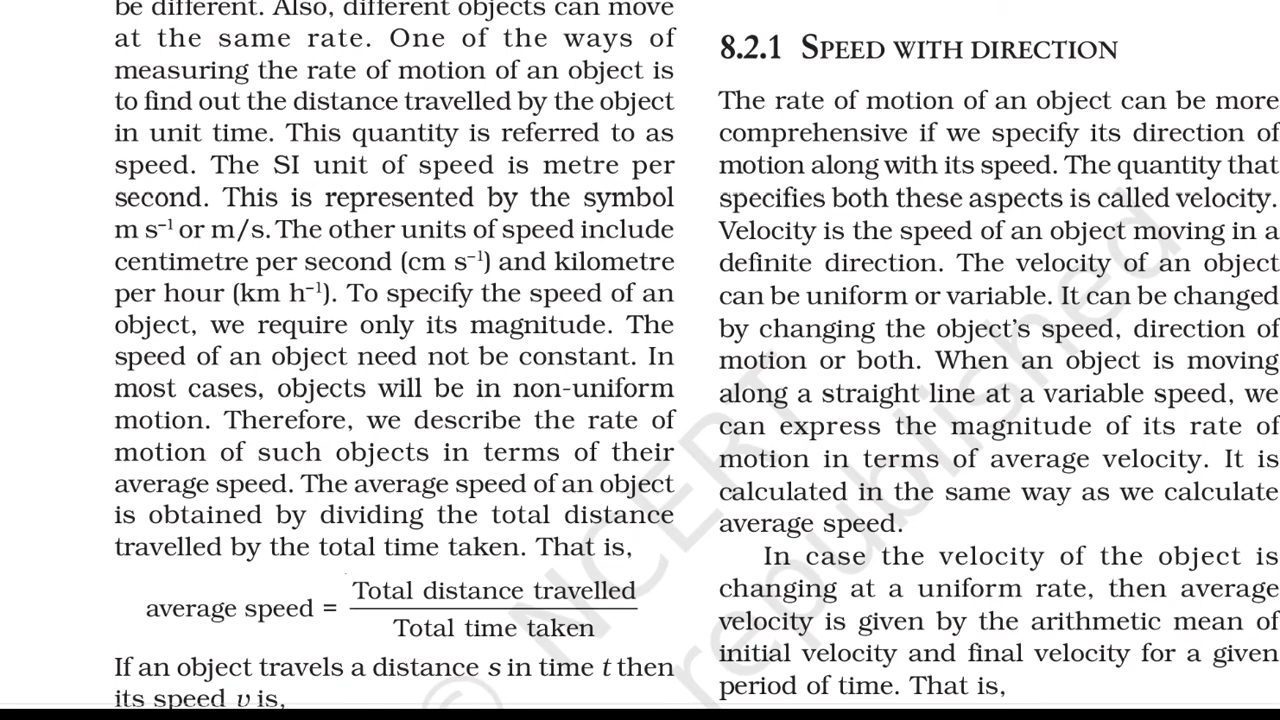 be different. Also, different objects can move
at the same rate. One of the ways of
measuring the rate of motion of an object is
to find out the distance travelled by the object
in unit time. This quantity is referred to as
speed. The SI unit of speed is metre per
second. This is represented by the symbol
m s⁻¹ or m/s. The other units of speed include
centimetre per second (cm s⁻¹) and kilometre
per hour (km h⁻¹). To specify the speed of an
object, we require only its magnitude. The
speed of an object need not be constant. In
most cases, objects will be in non-uniform
motion. Therefore, we describe the rate of
motion of such objects in terms of their
average speed. The average speed of an object
is obtained by dividing the total distance
travelled by the total time taken. That is,
average speed = Total distance travelled
Total time taken
If an object travels a distance s in time t then
its speed v is,
8.2.1 SPEED WITH DIRECTION
The rate of motion of an object can be more
comprehensive if we specify its direction of
motion along with its speed. The quantity that
specifies both these aspects is called velocity.
Velocity is the speed of an object moving in a
definite direction. The velocity of an object
can be uniform or variable. It can be changed
by changing the object's speed, direction of
motion or both. When an object is moving
along a straight line at a variable speed, we
can express the magnitude of its rate of
motion in terms of average velocity. It is
calculated in the same way as we calculate
average speed.
In case the velocity of the object is
changing at a uniform rate, then average
velocity is given by the arithmetic mean of
initial velocity and final velocity for a given
period of time. That is,
© NCERT
republished